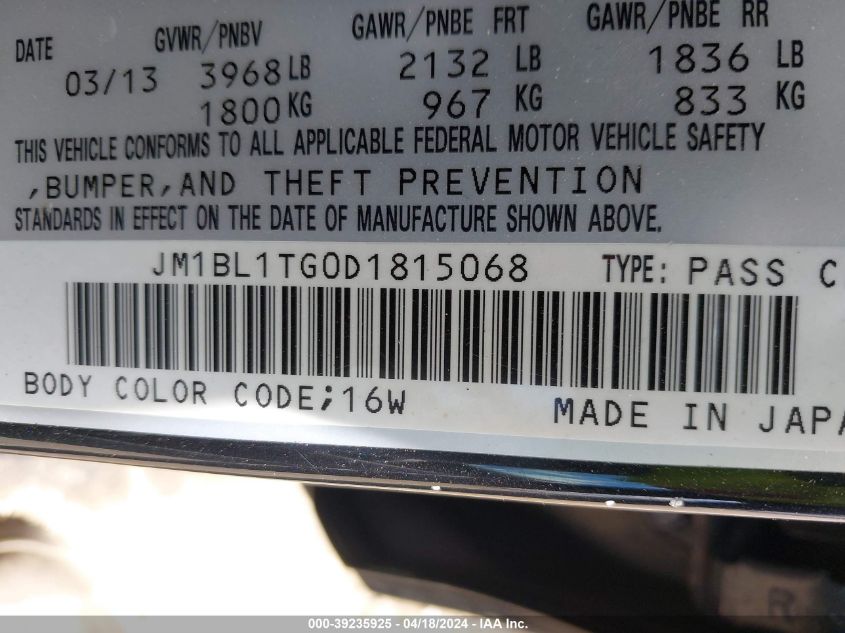 DATE GVWR/PNBV GAWR/PNBE FRT GAWR/PNBE RR
03/13 3968 LB 2132 LB 1836 LB
1800 KG 967 KG 833 KG
THIS VEHICLE CONFORMS TO ALL APPLICABLE FEDERAL MOTOR VEHICLE SAFETY
,BUMPER,AND THEFT PREVENTION
STANDARDS IN EFFECT ON THE DATE OF MANUFACTURE SHOWN ABOVE.
JM1BL1TG0D1815068 TYPE: PASS C
BODY COLOR CODE;16W
MADE IN JAPA
R
000-39235925 - 04/18/2024 - IAA Inc.